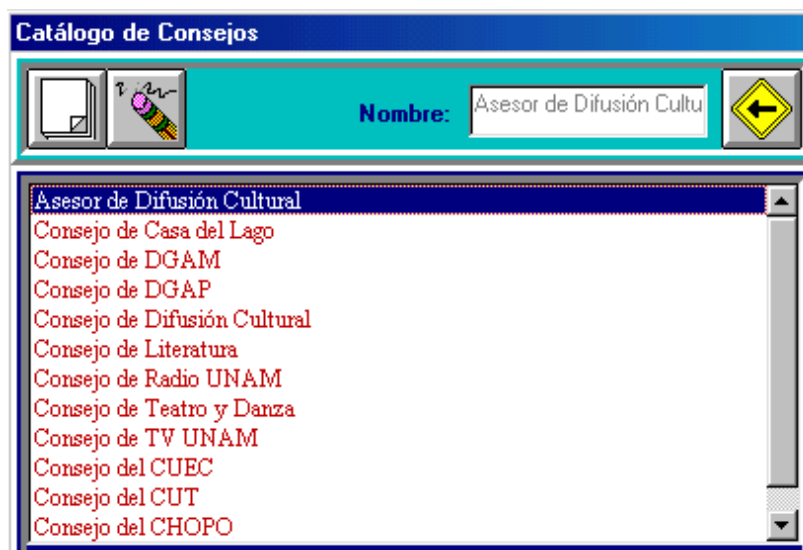 Catálogo de Consejos
Nombre: Asesor de Difusión Cultu
Asesor de Difusión Cultural
Consejo de Casa del Lago
Consejo de DGAM
Consejo de DGAP
Consejo de Difusión Cultural
Consejo de Literatura
Consejo de Radio UNAM
Consejo de Teatro y Danza
Consejo de TV UNAM
Consejo del CUEC
Consejo del CUT
Consejo del CHOPO